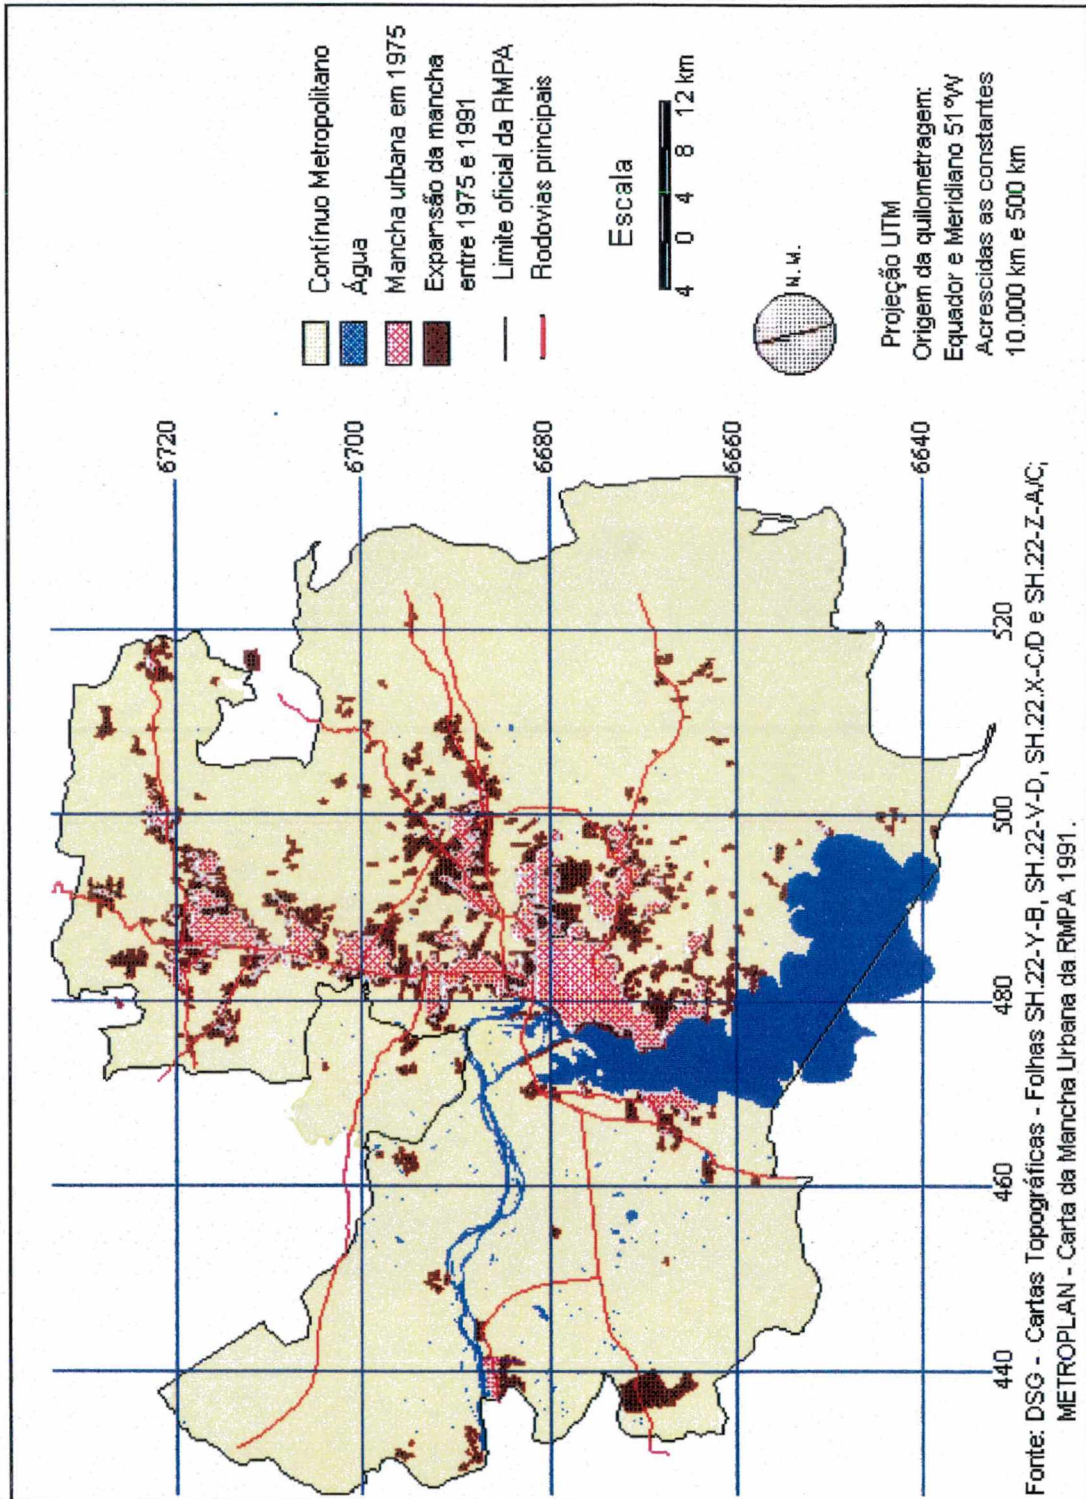 Contínuo Metropolitano
Água
Mancha urbana em 1975
Expansão da mancha
entre 1975 e 1991
Limite oficial da RMPA
Rodovias principais
Escala
4 0 4 8 12 km
N. M.
Projeção UTM
Origem da quilometragem:
Equador e Meridiano 51°W
Acrescidas as constantes
10.000 km e 500 km
6720
6700
6680
6660
6640
440
460
480
500
520
Fonte: DSG - Cartas Topográficas - Folhas SH.22-Y-B, SH.22-V-D, SH.22.X-C/D e SH.22-Z-A/C;
METROPLAN - Carta da Mancha Urbana da RMPA 1991.